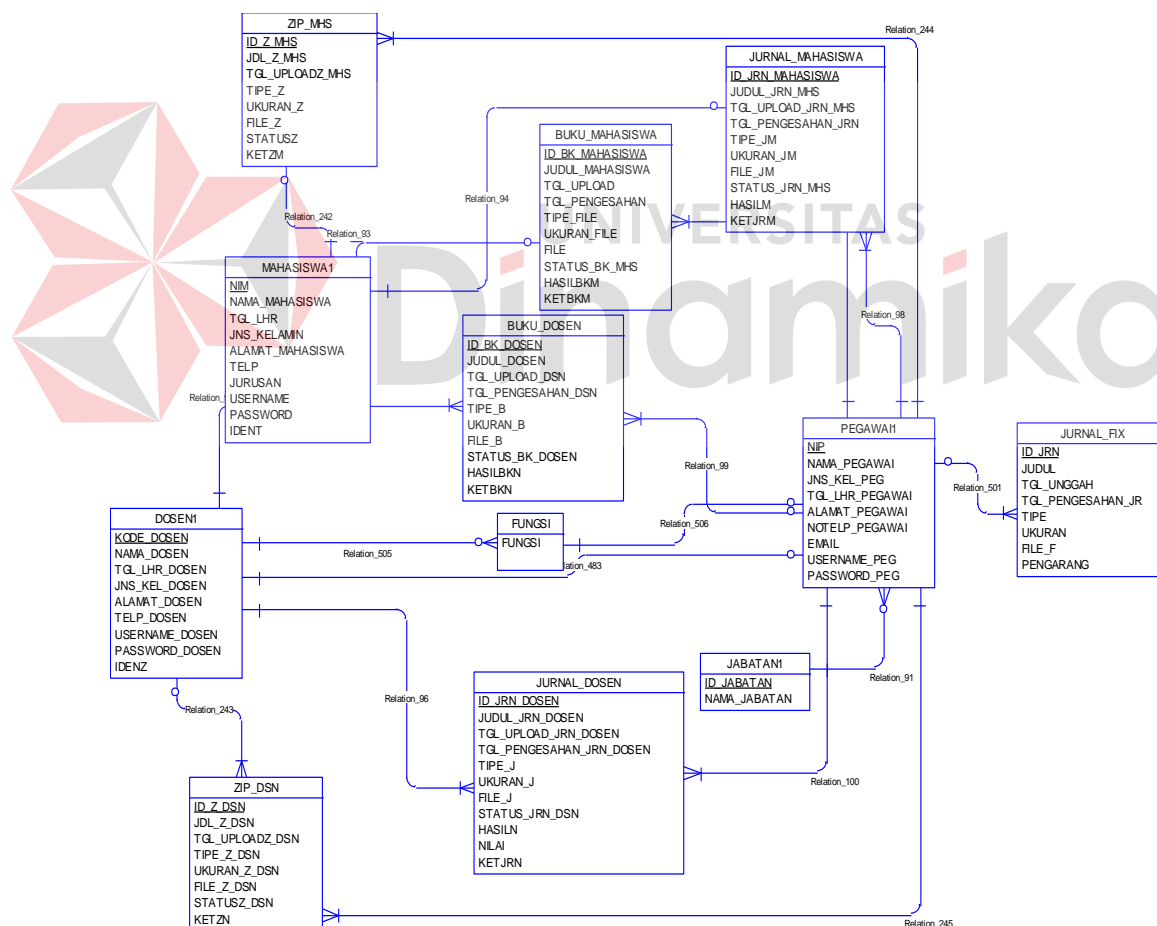 ZIP_MHS
ID_Z_MHS
JDL_Z_MHS
TGL_UPLOADZ_MHS
TIPE_Z
UKURAN_Z
FILE_Z
STATUSZ
KETZM
Relation_244
JURNAL_MAHASISWA
ID_JRN_MAHASISWA
JUDUL_JRN_MHS
TGL_UPLOAD_JRN_MHS
TGL_PENGESAHAN_JRN
TIPE_JM
UKURAN_JM
FILE_JM
STATUS_JRN_MHS
HASILM
KETJRM
BUKU_MAHASISWA
ID_BK_MAHASISWA
JUDUL_MAHASISWA
TGL_UPLOAD
TGL_PENGESAHAN
TIPE_FILE
UKURAN_FILE
FILE
STATUS_BK_MHS
HASILBKM
KETBKM
Relation_242
Relation_93
Relation_94
UNIVERSITAS
Dinamika
MAHASISWA1
NIM
NAMA_MAHASISWA
TGL_LHR
JNS_KELAMIN
ALAMAT_MAHASISWA
TELP
JURUSAN
USERNAME
PASSWORD
IDENT
BUKU_DOSEN
ID_BK_DOSEN
JUDUL_DOSEN
TGL_UPLOAD_DSN
TGL_PENGESAHAN_DSN
TIPE_B
UKURAN_B
FILE_B
STATUS_BK_DOSEN
HASILBKN
KETBKN
Relation_98
Relation_
Relation_99
PEGAWAI1
NIP
NAMA_PEGAWAI
JNS_KEL_PEG
TGL_LHR_PEGAWAI
ALAMAT_PEGAWAI
NOTELP_PEGAWAI
EMAIL
USERNAME_PEG
PASSWORD_PEG
Relation_501
JURNAL_FIX
ID_JRN
JUDUL
TGL_UNGGAH
TGL_PENGESAHAN_JR
TIPE
UKURAN
FILE_F
PENGARANG
DOSEN1
KODE_DOSEN
NAMA_DOSEN
TGL_LHR_DOSEN
JNS_KEL_DOSEN
ALAMAT_DOSEN
TELP_DOSEN
USERNAME_DOSEN
PASSWORD_DOSEN
IDENZ
Relation_505
FUNGSI
FUNGSI
Relation_506
elation_483
JABATAN1
ID_JABATAN
NAMA_JABATAN
Relation_91
Relation_96
JURNAL_DOSEN
ID_JRN_DOSEN
JUDUL_JRN_DOSEN
TGL_UPLOAD_JRN_DOSEN
TGL_PENGESAHAN_JRN_DOSEN
TIPE_J
UKURAN_J
FILE_J
STATUS_JRN_DSN
HASILN
NILAI
KETJRN
Relation_100
Relation_243
ZIP_DSN
ID_Z_DSN
JDL_Z_DSN
TGL_UPLOADZ_DSN
TIPE_Z_DSN
UKURAN_Z_DSN
FILE_Z_DSN
STATUSZ_DSN
KETZN
Relation_245